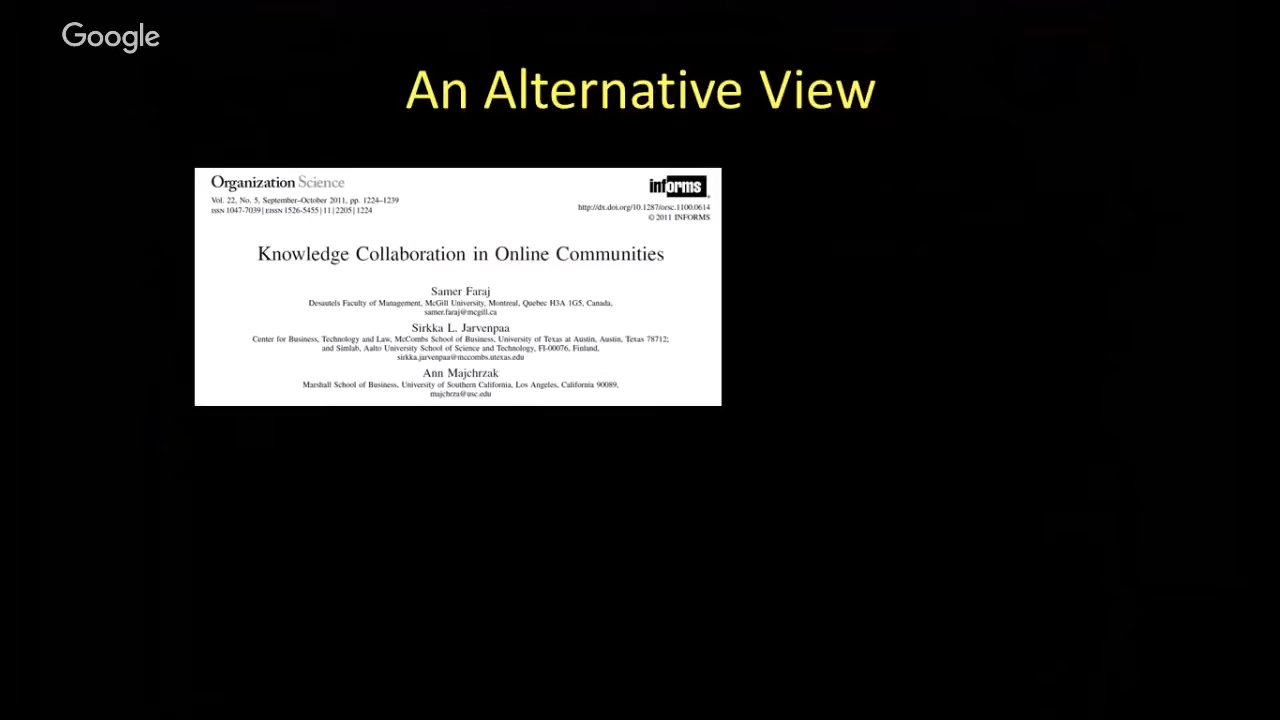 Google
An Alternative View
Organization Science
informs
Vol. 22, No. 5, September–October 2011, pp. 1224–1239
ISSN 1047-7039 | EISSN 1526-5455 | 11 | 2205 | 1224
http://dx.doi.org/10.1287/orsc.1100.0614
© 2011 INFORMS
Knowledge Collaboration in Online Communities
Samer Faraj
Desautels Faculty of Management, McGill University, Montreal, Quebec H3A 1G5, Canada,
samer.faraj@mcgill.ca
Sirkka L. Jarvenpaa
Center for Business, Technology and Law, McCombs School of Business, University of Texas at Austin, Austin, Texas 78712;
and Simlab, Aalto University School of Science and Technology, FI-00076, Finland,
sirkka.jarvenpaa@mccombs.utexas.edu
Ann Majchrzak
Marshall School of Business, University of Southern California, Los Angeles, California 90089,
majchrza@usc.edu